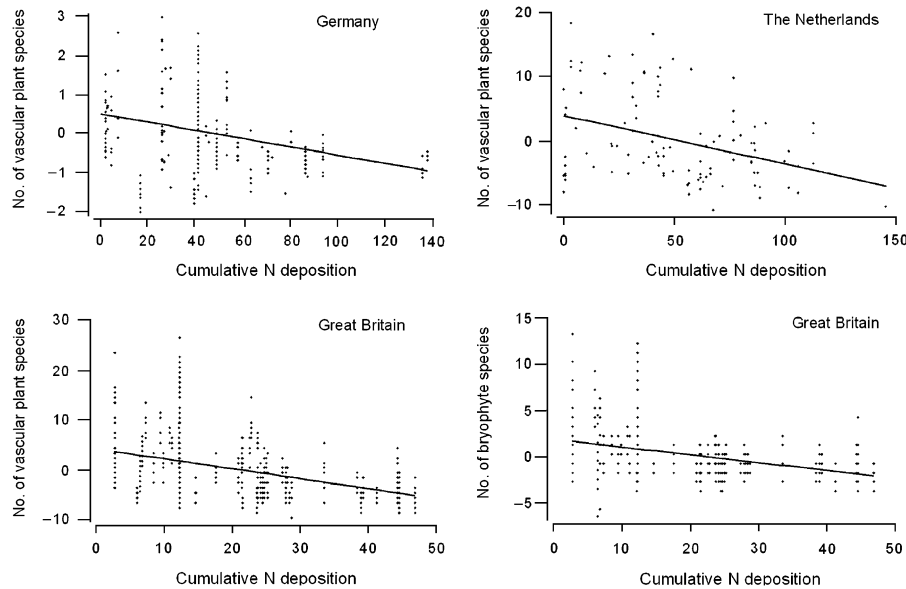 Germany
No. of vascular plant species
3
2
1
0
–1
–2
0 20 40 60 80 100 120 140
Cumulative N deposition
The Netherlands
No. of vascular plant species
20
10
0
–10
0 50 100 150
Cumulative N deposition
Great Britain
No. of vascular plant species
30
20
10
0
–10
0 10 20 30 40 50
Cumulative N deposition
Great Britain
No. of bryophyte species
15
10
5
0
–5
0 10 20 30 40 50
Cumulative N deposition